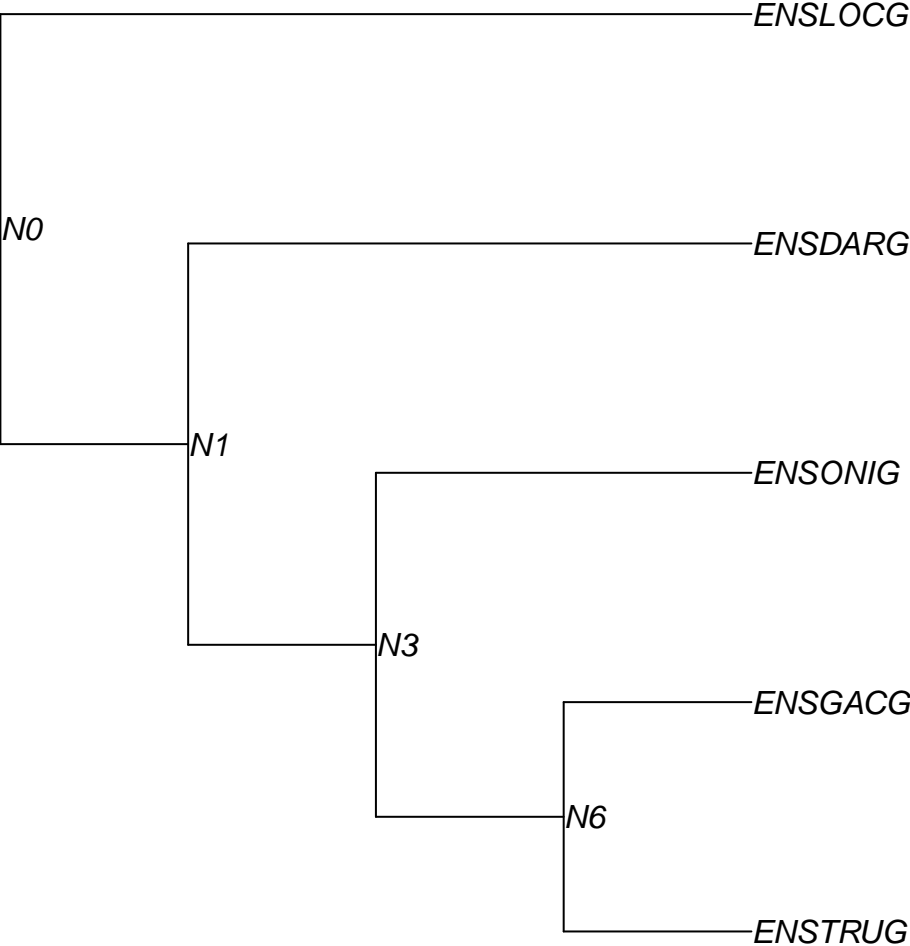 ENSLOCG
N0
ENSDARG
N1
ENSONIG
N3
ENSGACG
N6
ENSTRUG